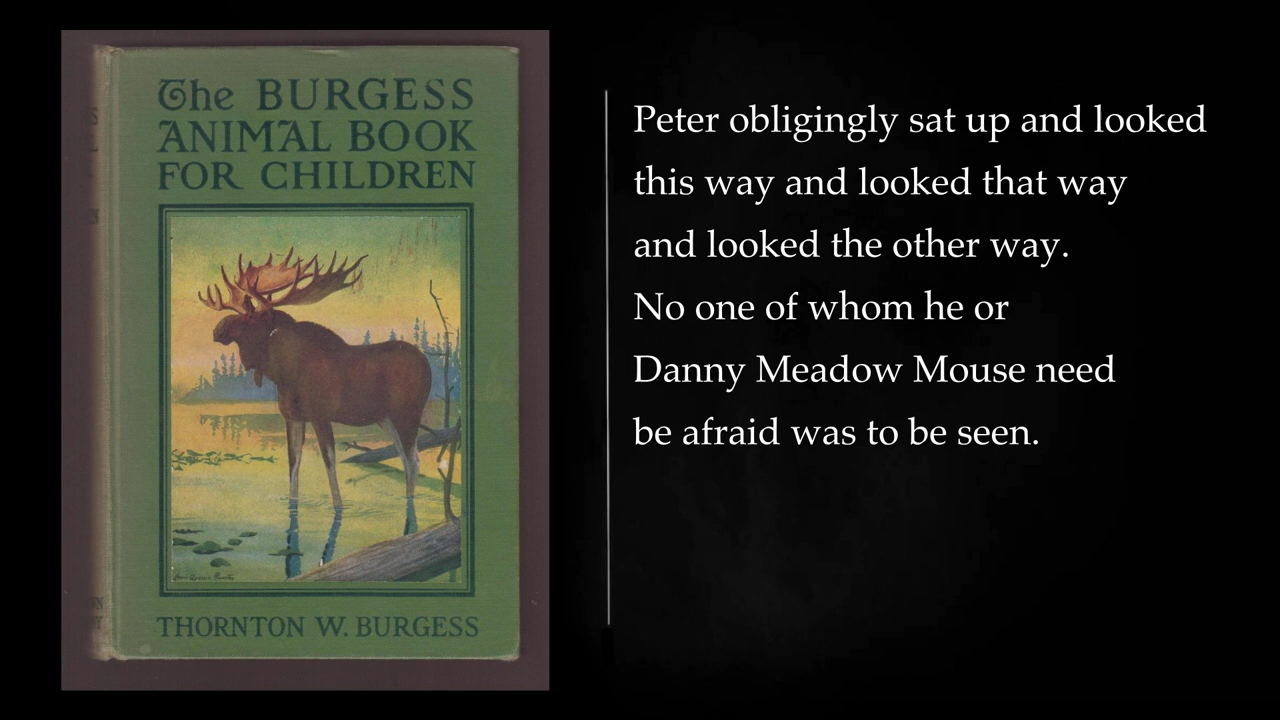 The BURGESS
ANIMAL BOOK
FOR CHILDREN
THORNTON W. BURGESS
Peter obligingly sat up and looked
this way and looked that way
and looked the other way.
No one of whom he or
Danny Meadow Mouse need
be afraid was to be seen.